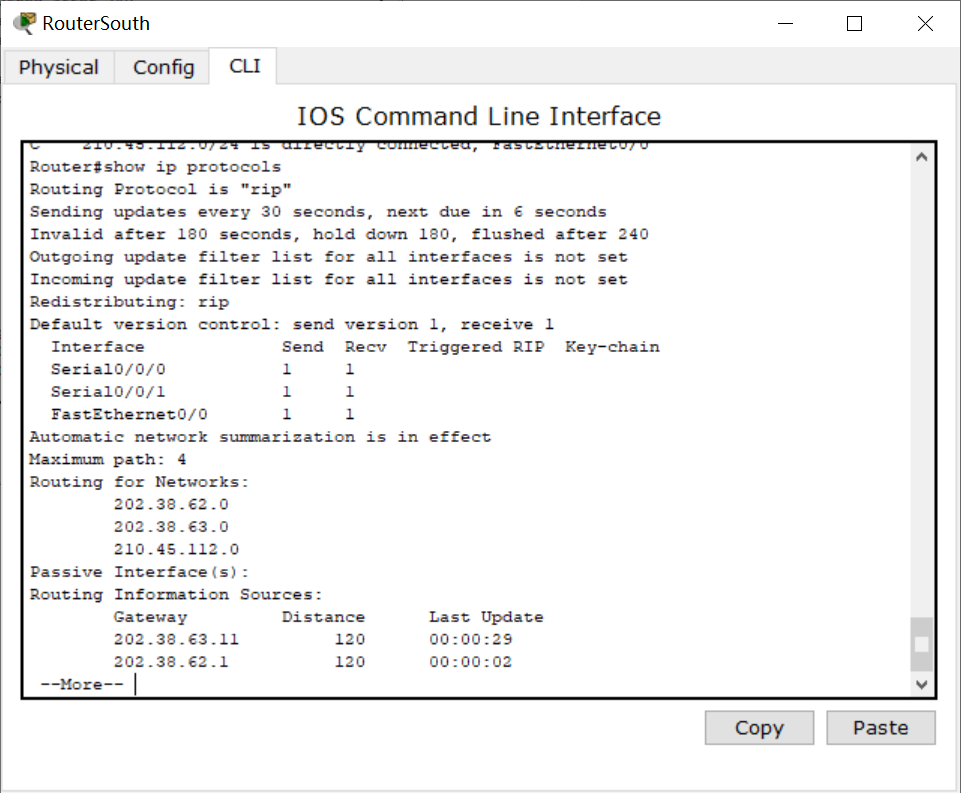 RouterSouth
Physical Config CLI
IOS Command Line Interface
C    210.45.112.0/24 is directly connected, FastEthernet0/0
Router#show ip protocols
Routing Protocol is "rip"
Sending updates every 30 seconds, next due in 6 seconds
Invalid after 180 seconds, hold down 180, flushed after 240
Outgoing update filter list for all interfaces is not set
Incoming update filter list for all interfaces is not set
Redistributing: rip
Default version control: send version 1, receive 1
  Interface             Send  Recv  Triggered RIP  Key-chain
  Serial0/0/0           1     1
  Serial0/0/1           1     1
  FastEthernet0/0       1     1
Automatic network summarization is in effect
Maximum path: 4
Routing for Networks:
        202.38.62.0
        202.38.63.0
        210.45.112.0
Passive Interface(s):
Routing Information Sources:
        Gateway         Distance      Last Update
        202.38.63.11         120      00:00:29
        202.38.62.1          120      00:00:02
 --More--
Copy Paste